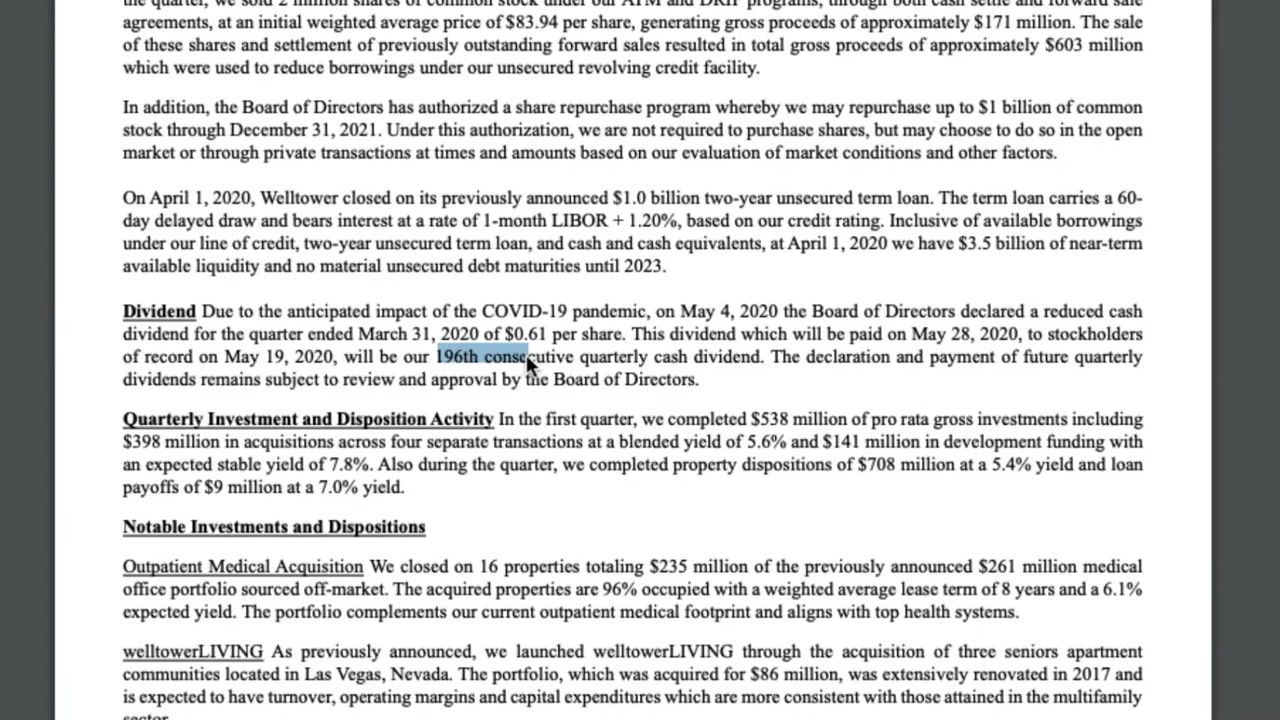 the quarter, we sold 2 million shares of common stock under our ATM and DRIP programs, through both cash settle and forward sale
agreements, at an initial weighted average price of $83.94 per share, generating gross proceeds of approximately $171 million. The sale
of these shares and settlement of previously outstanding forward sales resulted in total gross proceeds of approximately $603 million
which were used to reduce borrowings under our unsecured revolving credit facility.
In addition, the Board of Directors has authorized a share repurchase program whereby we may repurchase up to $1 billion of common
stock through December 31, 2021. Under this authorization, we are not required to purchase shares, but may choose to do so in the open
market or through private transactions at times and amounts based on our evaluation of market conditions and other factors.
On April 1, 2020, Welltower closed on its previously announced $1.0 billion two-year unsecured term loan. The term loan carries a 60-
day delayed draw and bears interest at a rate of 1-month LIBOR + 1.20%, based on our credit rating. Inclusive of available borrowings
under our line of credit, two-year unsecured term loan, and cash and cash equivalents, at April 1, 2020 we have $3.5 billion of near-term
available liquidity and no material unsecured debt maturities until 2023.
Dividend Due to the anticipated impact of the COVID-19 pandemic, on May 4, 2020 the Board of Directors declared a reduced cash
dividend for the quarter ended March 31, 2020 of $0.61 per share. This dividend which will be paid on May 28, 2020, to stockholders
of record on May 19, 2020, will be our 196th consecutive quarterly cash dividend. The declaration and payment of future quarterly
dividends remains subject to review and approval by the Board of Directors.
Quarterly Investment and Disposition Activity In the first quarter, we completed $538 million of pro rata gross investments including
$398 million in acquisitions across four separate transactions at a blended yield of 5.6% and $141 million in development funding with
an expected stable yield of 7.8%. Also during the quarter, we completed property dispositions of $708 million at a 5.4% yield and loan
payoffs of $9 million at a 7.0% yield.
Notable Investments and Dispositions
Outpatient Medical Acquisition We closed on 16 properties totaling $235 million of the previously announced $261 million medical
office portfolio sourced off-market. The acquired properties are 96% occupied with a weighted average lease term of 8 years and a 6.1%
expected yield. The portfolio complements our current outpatient medical footprint and aligns with top health systems.
welltowerLIVING As previously announced, we launched welltowerLIVING through the acquisition of three seniors apartment
communities located in Las Vegas, Nevada. The portfolio, which was acquired for $86 million, was extensively renovated in 2017 and
is expected to have turnover, operating margins and capital expenditures which are more consistent with those attained in the multifamily
sector.